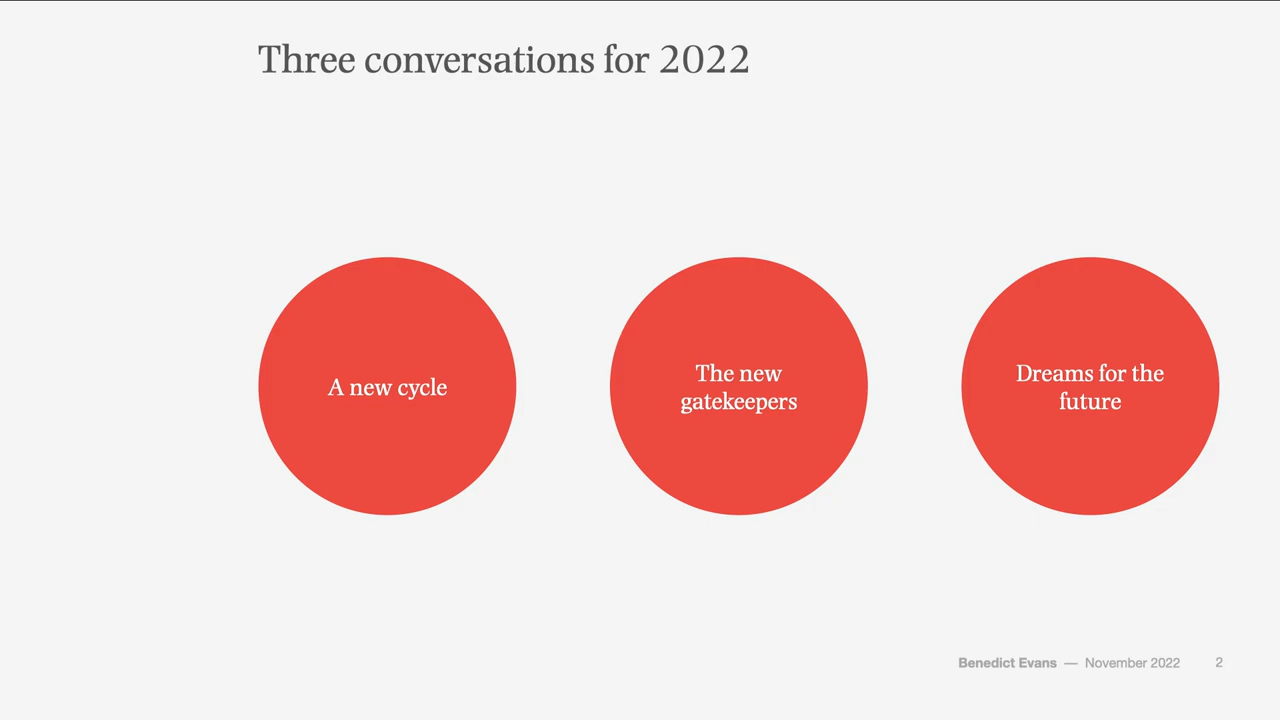 Three conversations for 2022
A new cycle
The new
gatekeepers
Dreams for the
future
Benedict Evans — November 2022 2